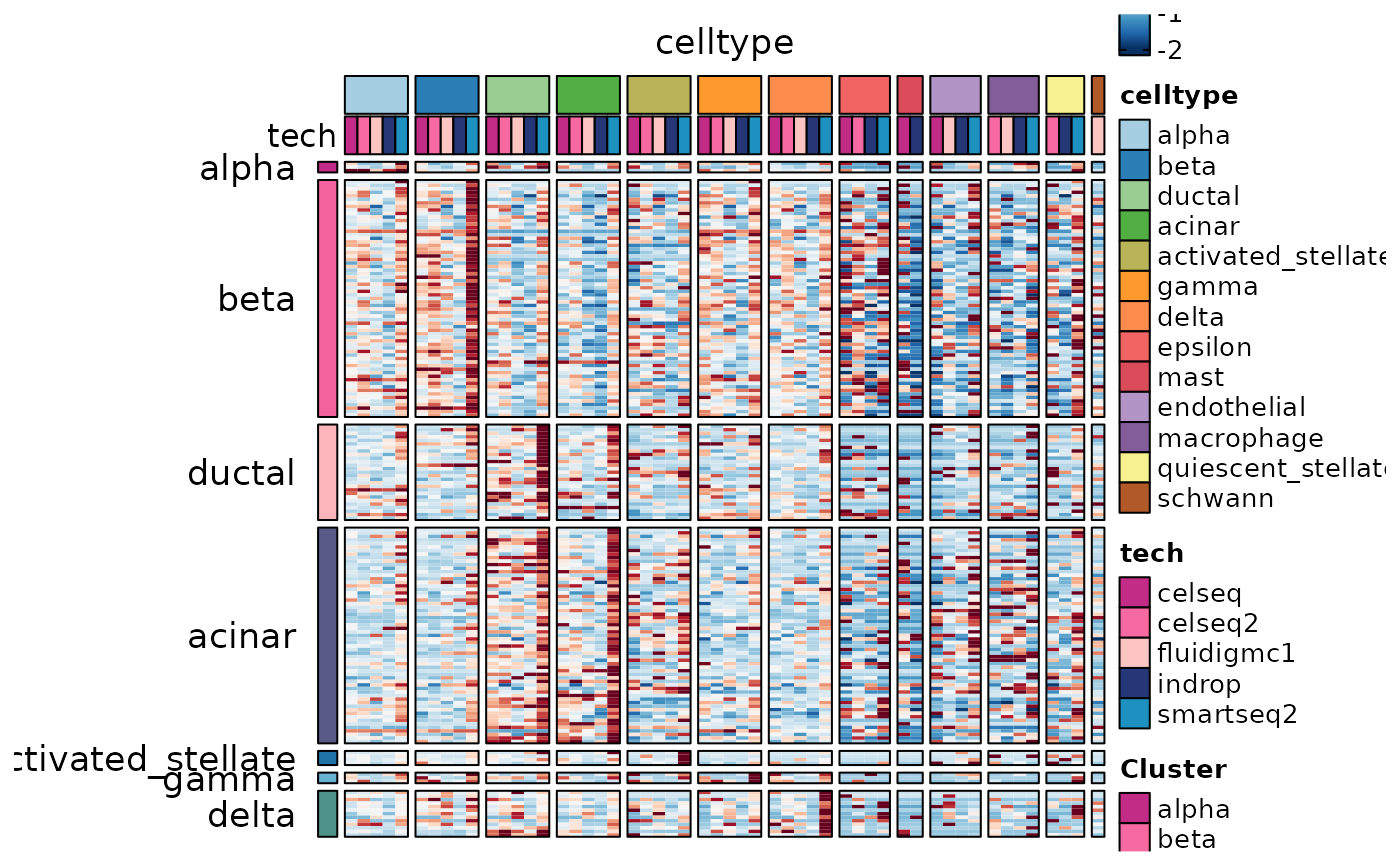 celltype
tech
alpha
beta
ductal
acinar
ctivated_stellate
gamma
delta
-1
-2
celltype
alpha
beta
ductal
acinar
activated_stellate
gamma
delta
epsilon
mast
endothelial
macrophage
quiescent_stellate
schwann
tech
celseq
celseq2
fluidigmc1
indrop
smartseq2
Cluster
alpha
beta